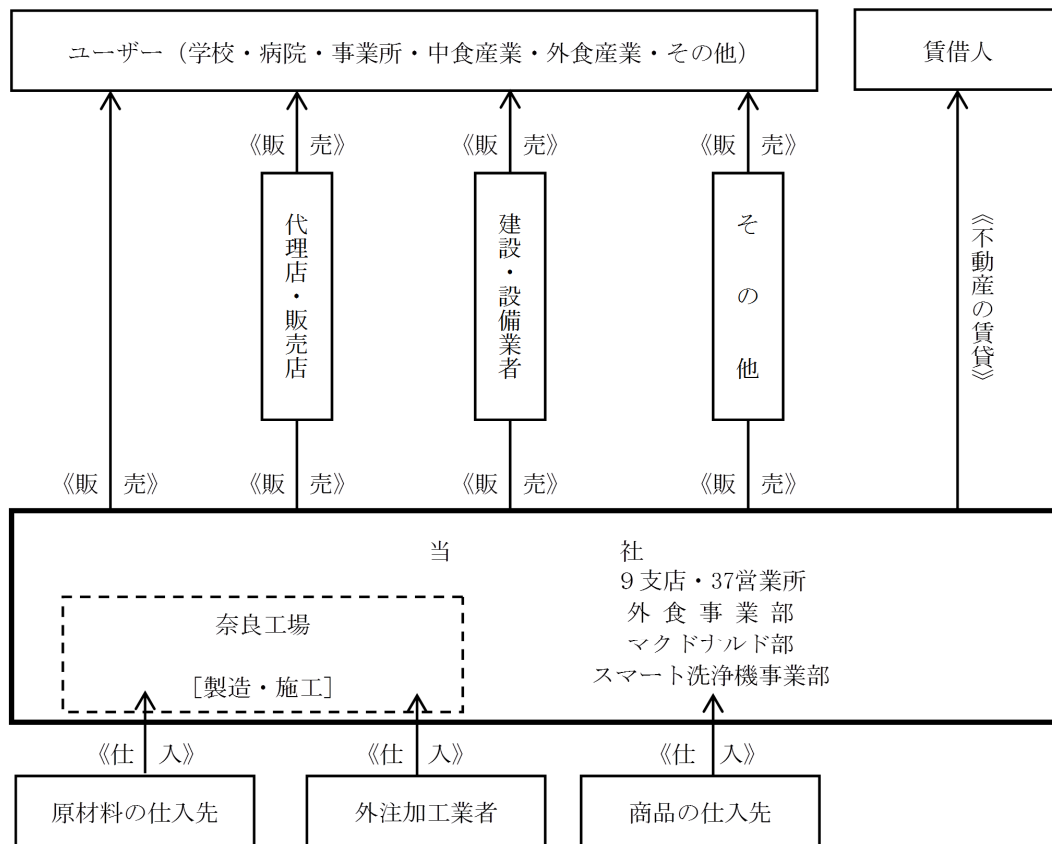 ユーザー（学校・病院・事業所・中食産業・外食産業・その他）
賃借人
《販 売》
《販 売》
《販 売》
代理店・販売店
建設・設備業者
その他
《不動産の賃貸》
《販 売》
《販 売》
《販 売》
《販 売》
当 社
９支店・37営業所
外食事業部
マクドナルド部
スマート洗浄機事業部
奈良工場
［製造・施工］
《仕 入》
《仕 入》
《仕 入》
原材料の仕入先
外注加工業者
商品の仕入先